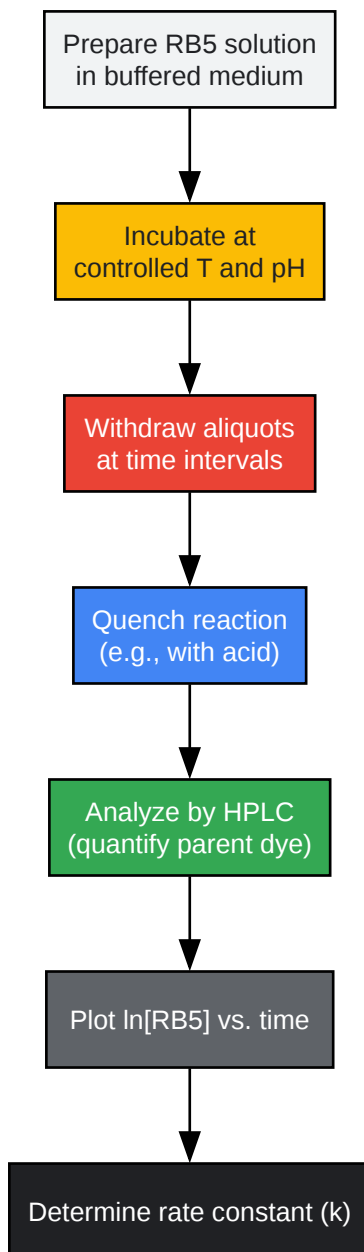 Prepare RB5 solution
in buffered medium
Incubate at
controlled T and pH
Withdraw aliquots
at time intervals
Quench reaction
(e.g., with acid)
Analyze by HPLC
(quantify parent dye)
Plot ln[RB5] vs. time
Determine rate constant (k)